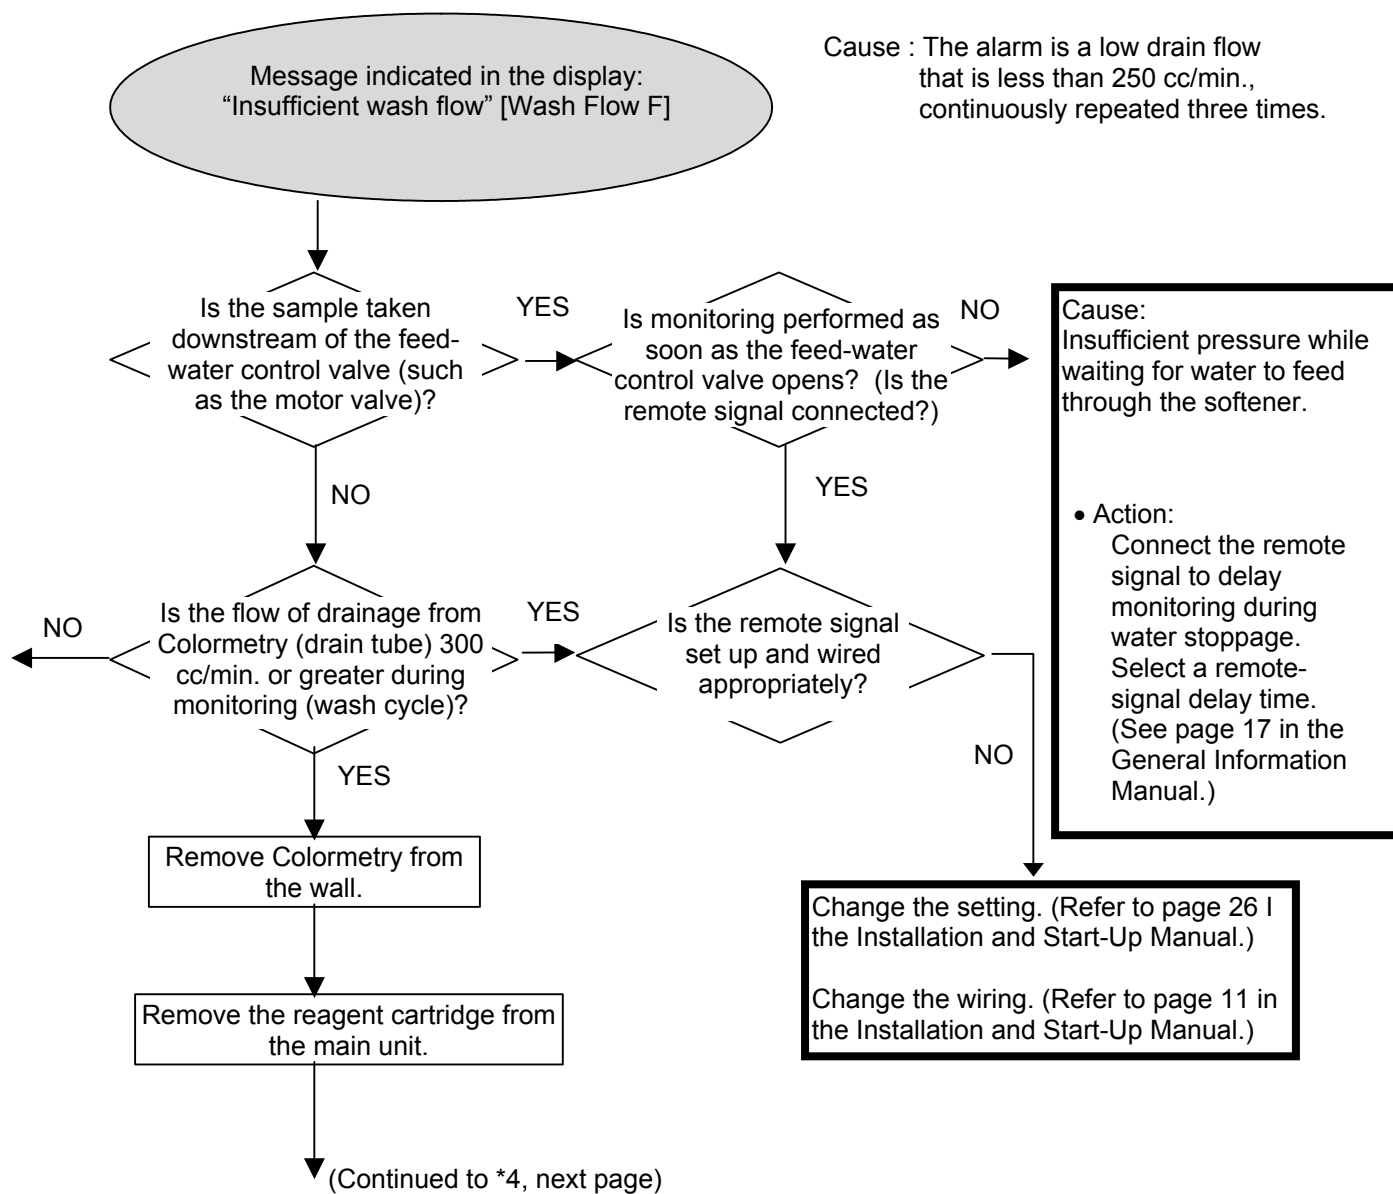 Message indicated in the display:
“Insufficient wash flow” [Wash Flow F]
Cause : The alarm is a low drain flow
that is less than 250 cc/min.,
continuously repeated three times.
Is the sample taken
downstream of the feed-
water control valve (such
as the motor valve)?
YES
Is monitoring performed as
soon as the feed-water
control valve opens? (Is the
remote signal connected?)
NO
Cause:
Insufficient pressure while
waiting for water to feed
through the softener.
• Action:
Connect the remote
signal to delay
monitoring during
water stoppage.
Select a remote-
signal delay time.
(See page 17 in the
General Information
Manual.)
NO
YES
NO
Is the flow of drainage from
Colormetry (drain tube) 300
cc/min. or greater during
monitoring (wash cycle)?
YES
Is the remote signal
set up and wired
appropriately?
NO
YES
Remove Colormetry from
the wall.
Change the setting. (Refer to page 26 I
the Installation and Start-Up Manual.)
Change the wiring. (Refer to page 11 in
the Installation and Start-Up Manual.)
Remove the reagent cartridge from
the main unit.
(Continued to *4, next page)